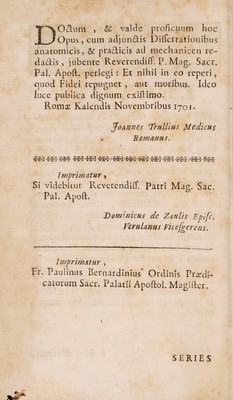 DOctum , & valde proficuum hoc
Opus, cum adjunctis Dissertationibus
anatomicis, & practicis ad mechanicen re-
dactis, jubente Reverendiss. P. Mag. Sacr.
Pal. Apost. perlegi: Et nihil in eo reperi,
quod Fidei repugnet, aut moribus. Ideo
luce publica dignum existimo.
Romæ Kalendis Novembribus 1701.
Joannes Trullius Medicus
Romanus.
Imprimatur ,
Si videbitur Reverendiss. Patri Mag. Sac.
Pal. Apost.
Dominicus de Zaulis Episc.
Verulanus Vicesgerens.
Imprimatur ,
Fr. Paulinus Bernardinius Ordinis Prædi-
catorum Sacr. Palatii Apostol. Magister.
SERIES